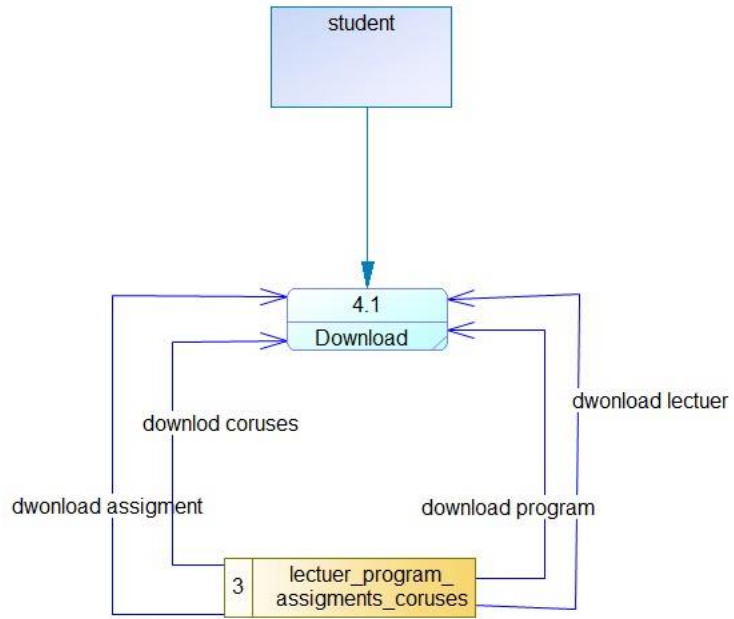 student
4.1
Download
dwonload lectuer
downlod coruses
dwonload assigment
download program
3
lectuer_program_
assigments_coruses